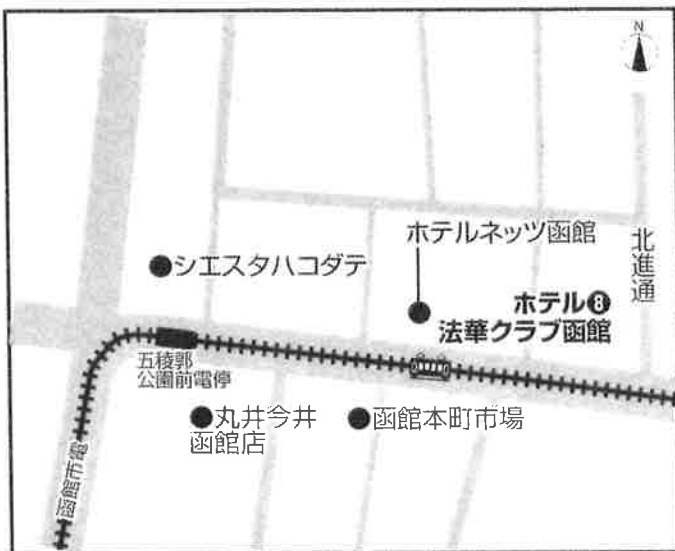 N
ホテルネッツ函館
北進通
●シエスタハコダテ
ホテル❽
法華クラブ函館
五稜郭
公園前電停
●丸井今井
函館店
●函館本町市場
函館市電